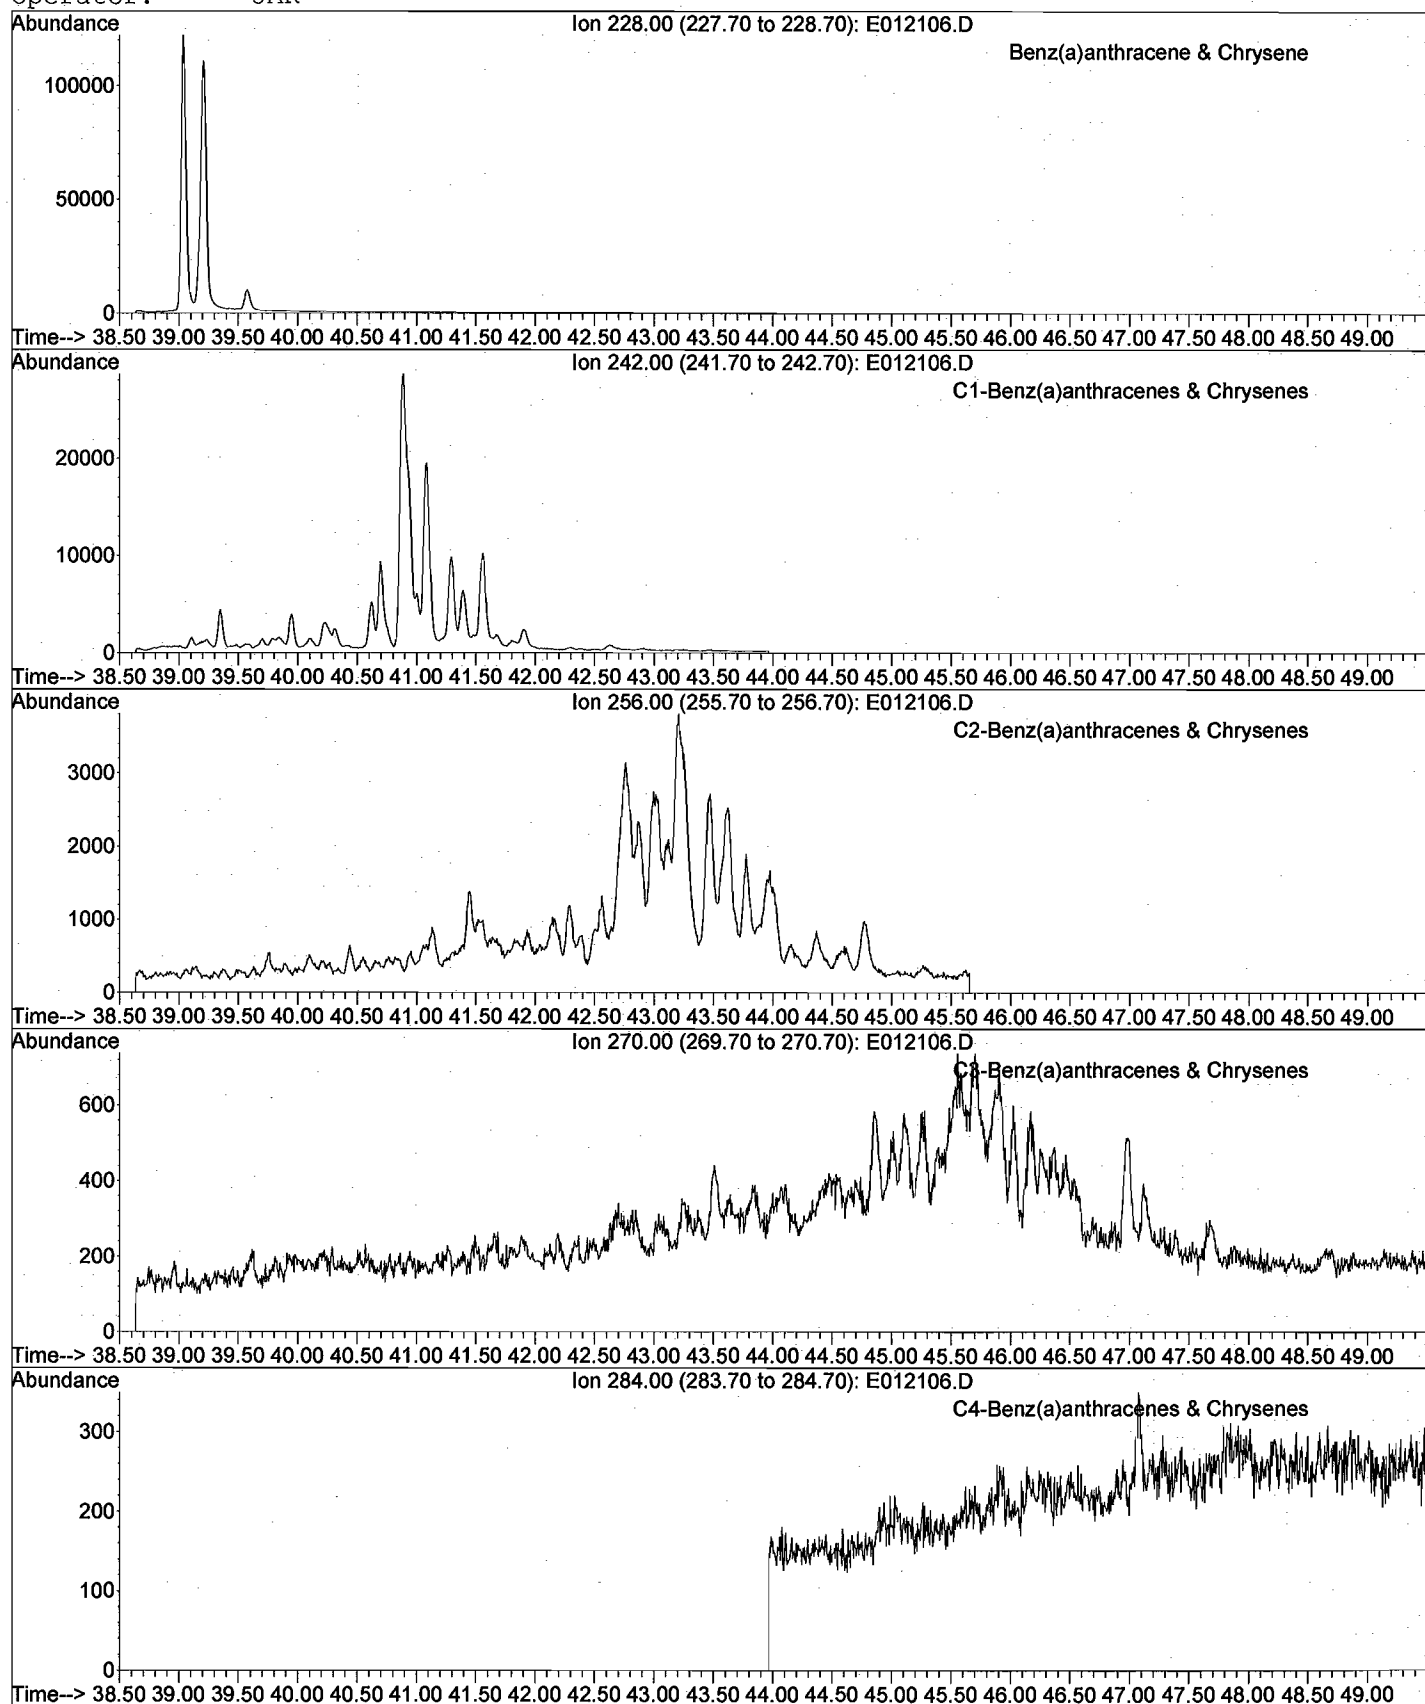 Abundance Ion 228.00 (227.70 to 228.70): E012106.D
Benz(a)anthracene & Chrysene
100000
50000
0
Time--> 38.50 39.00 39.50 40.00 40.50 41.00 41.50 42.00 42.50 43.00 43.50 44.00 44.50 45.00 45.50 46.00 46.50 47.00 47.50 48.00 48.50 49.00
Abundance Ion 242.00 (241.70 to 242.70): E012106.D
C1-Benz(a)anthracenes & Chrysenes
20000
10000
0
Time--> 38.50 39.00 39.50 40.00 40.50 41.00 41.50 42.00 42.50 43.00 43.50 44.00 44.50 45.00 45.50 46.00 46.50 47.00 47.50 48.00 48.50 49.00
Abundance Ion 256.00 (255.70 to 256.70): E012106.D
C2-Benz(a)anthracenes & Chrysenes
3000
2000
1000
0
Time--> 38.50 39.00 39.50 40.00 40.50 41.00 41.50 42.00 42.50 43.00 43.50 44.00 44.50 45.00 45.50 46.00 46.50 47.00 47.50 48.00 48.50 49.00
Abundance Ion 270.00 (269.70 to 270.70): E012106.D
C3-Benz(a)anthracenes & Chrysenes
600
400
200
0
Time--> 38.50 39.00 39.50 40.00 40.50 41.00 41.50 42.00 42.50 43.00 43.50 44.00 44.50 45.00 45.50 46.00 46.50 47.00 47.50 48.00 48.50 49.00
Abundance Ion 284.00 (283.70 to 284.70): E012106.D
C4-Benz(a)anthracenes & Chrysenes
300
200
100
0
Time--> 38.50 39.00 39.50 40.00 40.50 41.00 41.50 42.00 42.50 43.00 43.50 44.00 44.50 45.00 45.50 46.00 46.50 47.00 47.50 48.00 48.50 49.00